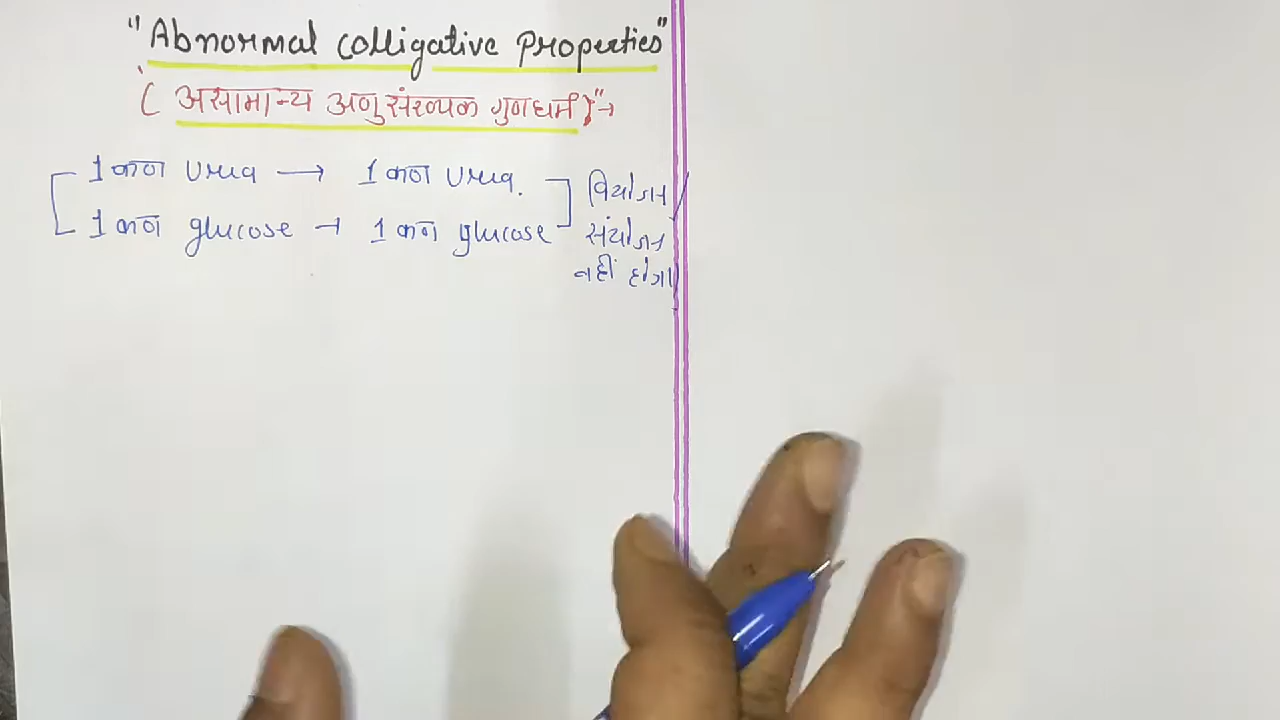 "Abnormal colligative Properties"
( असामान्य अणुसंख्यक गुणधर्म )"→
1 कण Urea → 1 कण Urea.
1 कण glucose → 1 कण glucose
वियोजन
संयोजन
नहीं होगा